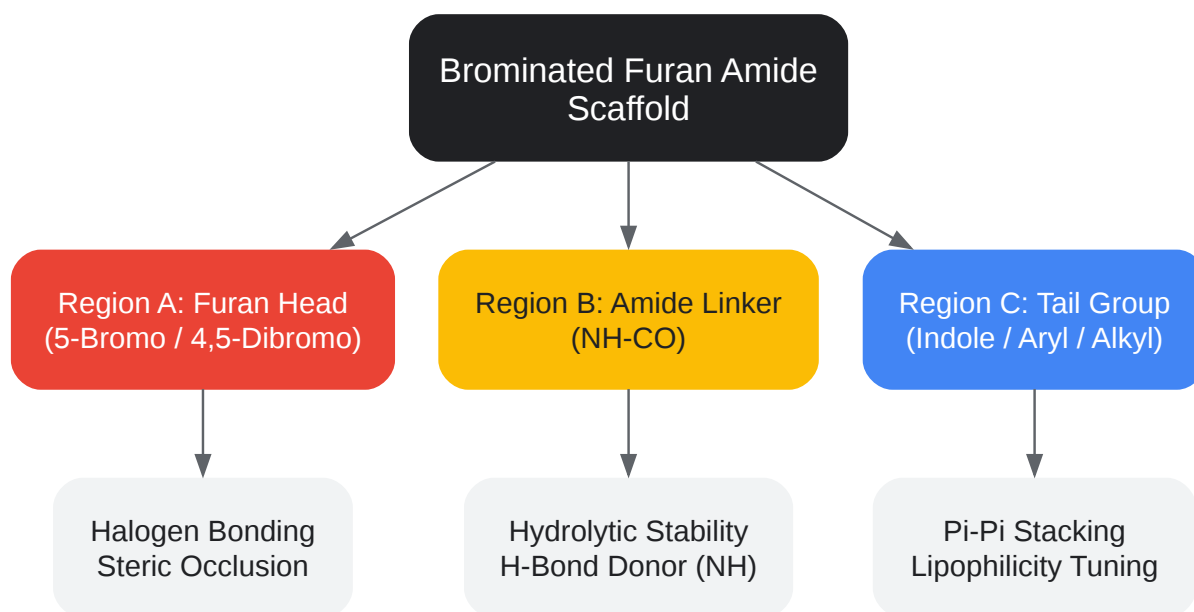 Brominated Furan Amide
Scaffold
Region A: Furan Head
(5-Bromo / 4,5-Dibromo)
Region B: Amide Linker
(NH-CO)
Region C: Tail Group
(Indole / Aryl / Alkyl)
Halogen Bonding
Steric Occlusion
Hydrolytic Stability
H-Bond Donor (NH)
Pi-Pi Stacking
Lipophilicity Tuning